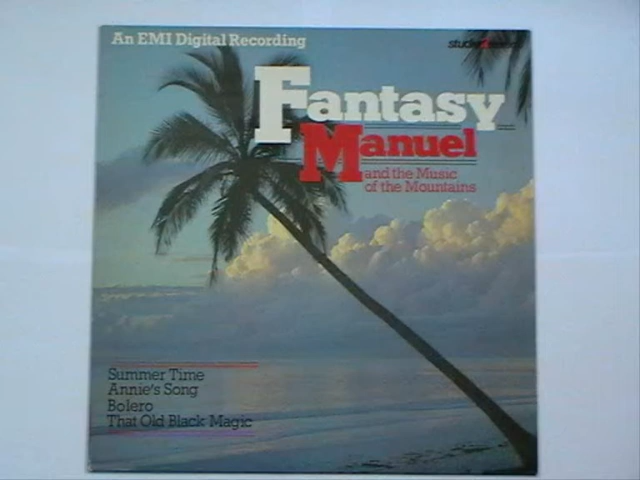 An EMI Digital Recording
Fantasy
Manuel
and the Music
of the Mountains
Summer Time
Annie's Song
Bolero
That Old Black Magic